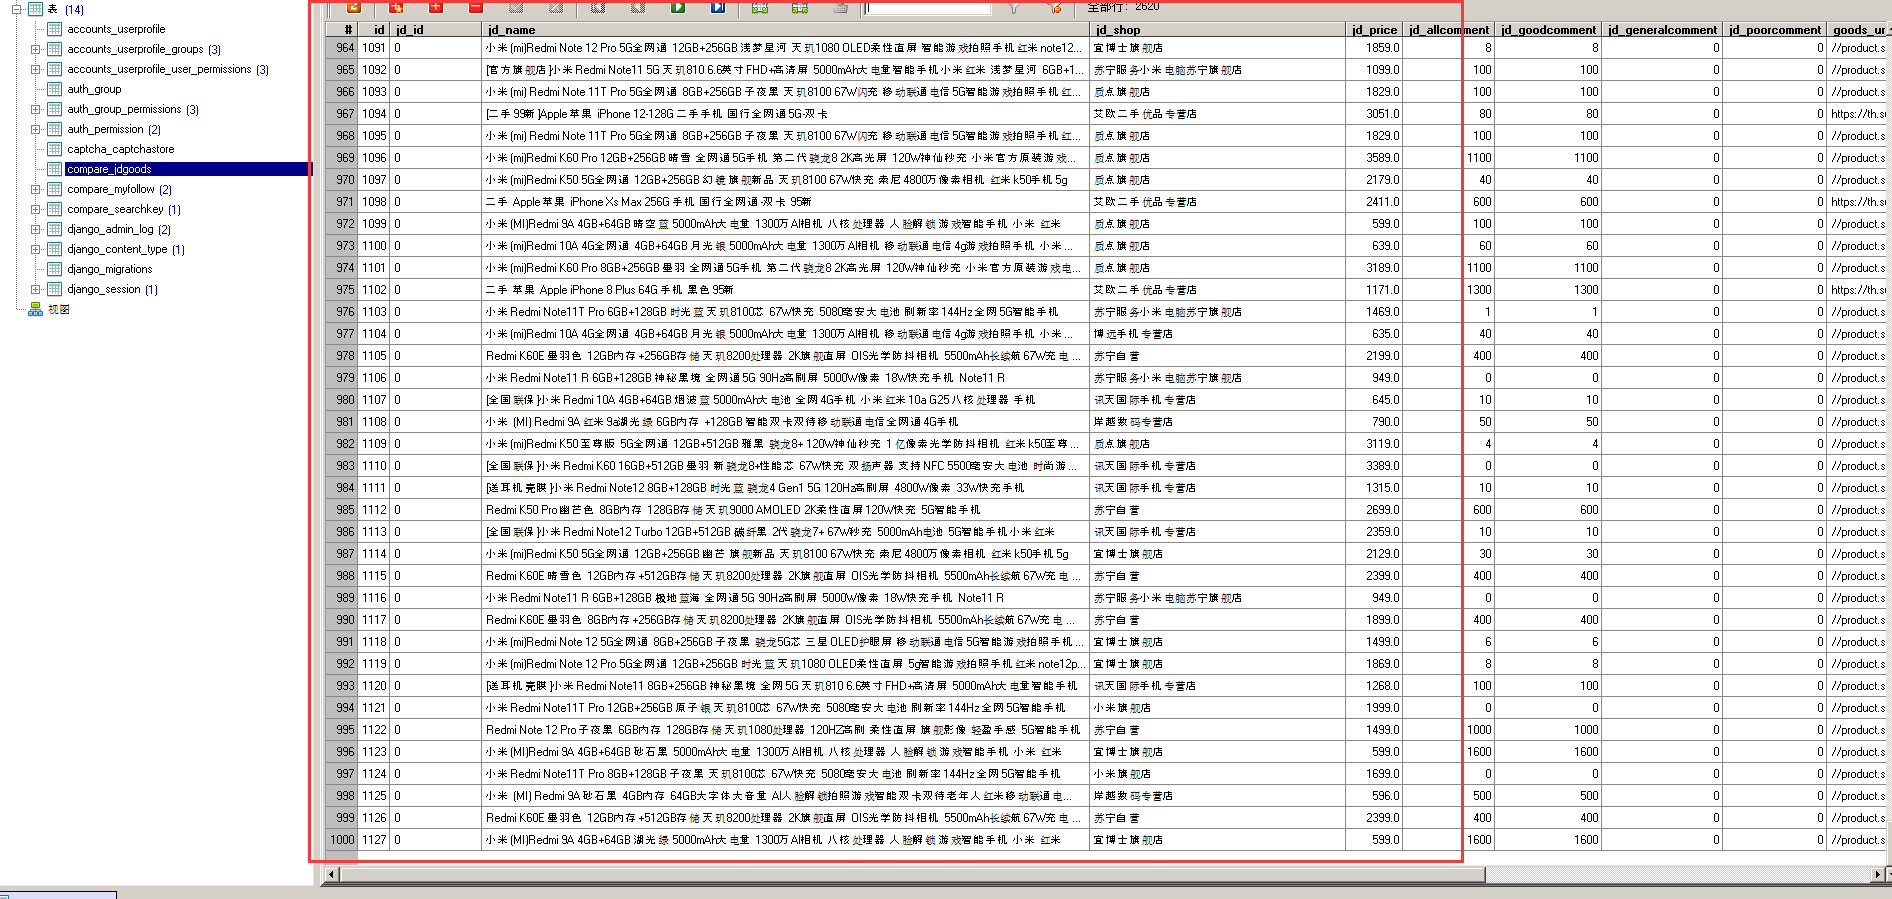 表 (14)
accounts_userprofile
accounts_userprofile_groups (3)
accounts_userprofile_user_permissions (3)
auth_group
auth_group_permissions (3)
auth_permission (2)
captcha_captchastore
compare_jdgoods
compare_myfollow (2)
compare_searchkey (1)
django_admin_log (2)
django_content_type (1)
django_migrations
django_session (1)
视图
全部行: 2620
# id jd_id jd_name jd_shop jd_price jd_allcomment jd_goodcomment jd_generalcomment jd_poorcomment goods_ur
964 1091 0 小米(mi)Redmi Note 12 Pro 5G全网通 12GB+256GB 浅梦星河 天玑1080 OLED柔性直屏 智能游戏拍照手机 红米 note12... 宜博士旗舰店 1859.0 8 8 0 0 //product.s
965 1092 0 [官方旗舰店]小米 Redmi Note11 5G 天玑810 6.6英寸 FHD+高清屏 5000mAh大电量智能手机小米 红米 浅梦星河 6GB+1... 苏宁服务小米电脑苏宁旗舰店 1099.0 100 100 0 0 //product.s
966 1093 0 小米(mi) Redmi Note 11T Pro 5G全网通 8GB+256GB 子夜黑 天玑8100 67W闪充 移动联通电信5G智能游戏拍照手机 红... 质点旗舰店 1829.0 100 100 0 0 //product.s
967 1094 0 [二手99新]Apple 苹果 iPhone 12-128G 二手手机 国行全网通5G-双卡 艾欧二手优品专营店 3051.0 80 80 0 0 https://th.su
968 1095 0 小米(mi) Redmi Note 11T Pro 5G全网通 8GB+256GB 子夜黑 天玑8100 67W闪充 移动联通电信5G智能游戏拍照手机 红... 质点旗舰店 1829.0 100 100 0 0 //product.s
969 1096 0 小米(mi)Redmi K60 Pro 12GB+256GB 晴雪 全网通5G手机 第二代骁龙8 2K高光屏 120W神仙秒充 小米官方原装游戏... 质点旗舰店 3589.0 1100 1100 0 0 //product.s
970 1097 0 小米(mi)Redmi K50 5G全网通 12GB+256GB 幻镜 旗舰新品 天玑8100 67W快充 索尼4800万像素相机 红米k50手机5g 质点旗舰店 2179.0 40 40 0 0 //product.s
971 1098 0 二手 Apple 苹果 iPhone Xs Max 256G 手机 国行全网通-双卡 95新 艾欧二手优品专营店 2411.0 600 600 0 0 https://th.su
972 1099 0 小米(MI)Redmi 9A 4GB+64GB 晴空蓝 5000mAh大电量 1300万AI相机 八核处理器 人脸解锁游戏智能手机 小米 红米 质点旗舰店 599.0 100 100 0 0 //product.s
973 1100 0 小米(mi)Redmi 10A 4G全网通 4GB+64GB 月光银 5000mAh大电量 1300万AI相机 移动联通电信4g游戏拍照手机 小米... 质点旗舰店 639.0 60 60 0 0 //product.s
974 1101 0 小米(mi)Redmi K60 Pro 8GB+256GB 墨羽 全网通5G手机 第二代骁龙8 2K高光屏 120W神仙秒充 小米官方原装游戏电... 质点旗舰店 3189.0 1100 1100 0 0 //product.s
975 1102 0 二手 苹果 Apple iPhone 8 Plus 64G 手机 黑色 95新 艾欧二手优品专营店 1171.0 1300 1300 0 0 https://th.su
976 1103 0 小米 Redmi Note11T Pro 6GB+128GB 时光蓝 天玑8100芯 67W快充 5080毫安大电池 刷新率144Hz 全网5G智能手机 苏宁服务小米电脑苏宁旗舰店 1469.0 1 1 0 0 //product.s
977 1104 0 小米(mi)Redmi 10A 4G全网通 4GB+64GB 月光银 5000mAh大电量 1300万AI相机 移动联通电信4g游戏拍照手机 小米... 博远手机专营店 635.0 40 40 0 0 //product.s
978 1105 0 Redmi K60E 墨羽色 12GB内存 +256GB存储 天玑8200处理器 2K旗舰直屏 OIS光学防抖相机 5500mAh长续航 67W充电... 苏宁自营 2199.0 400 400 0 0 //product.s
979 1106 0 小米 Redmi Note11 R 6GB+128GB 神秘黑境 全网通5G 90Hz高刷屏 5000W像素 18W快充手机 Note11 R 苏宁服务小米电脑苏宁旗舰店 949.0 0 0 0 0 //product.s
980 1107 0 [全国联保]小米 Redmi 10A 4GB+64GB 烟波蓝 5000mAh大电池 全网4G手机 小米红米10a G25八核处理器 手机 讯天国际手机专营店 645.0 10 10 0 0 //product.s
981 1108 0 小米 (MI) Redmi 9A 红米9a湖光绿 6GB内存 +128GB 智能双卡双待移动联通电信全网通4G手机 岸越数码专营店 790.0 50 50 0 0 //product.s
982 1109 0 小米(mi)Redmi K50至尊版 5G全网通 12GB+512GB 雅黑 骁龙8+ 120W神仙秒充 1亿像素光学防抖相机 红米k50至尊... 质点旗舰店 3119.0 4 4 0 0 //product.s
983 1110 0 [全国联保]小米 Redmi K60 16GB+512GB 墨羽 新骁龙8+性能芯 67W快充 双扬声器 支持NFC 5500毫安大电池 时尚游... 讯天国际手机专营店 3389.0 0 0 0 0 //product.s
984 1111 0 [送耳机壳膜]小米 Redmi Note12 8GB+128GB 时光蓝 骁龙4 Gen1 5G 120Hz高刷屏 4800W像素 33W快充手机 讯天国际手机专营店 1315.0 10 10 0 0 //product.s
985 1112 0 Redmi K50 Pro 幽芒色 8GB内存 128GB存储 天玑9000 AMOLED 2K柔性直屏 120W快充 5G智能手机 苏宁自营 2699.0 600 600 0 0 //product.s
986 1113 0 [全国联保]小米 Redmi Note12 Turbo 12GB+512GB 碳纤黑 2代骁龙7+ 67W秒充 5000mAh电池 5G智能手机小米 红米 讯天国际手机专营店 2359.0 10 10 0 0 //product.s
987 1114 0 小米(mi)Redmi K50 5G全网通 12GB+256GB 幽芒 旗舰新品 天玑8100 67W快充 索尼4800万像素相机 红米k50手机5g 宜博士旗舰店 2129.0 30 30 0 0 //product.s
988 1115 0 Redmi K60E 晴雪色 12GB内存 +512GB存储 天玑8200处理器 2K旗舰直屏 OIS光学防抖相机 5500mAh长续航 67W充电... 苏宁自营 2399.0 400 400 0 0 //product.s
989 1116 0 小米 Redmi Note11 R 6GB+128GB 极地蓝海 全网通5G 90Hz高刷屏 5000W像素 18W快充手机 Note11 R 苏宁服务小米电脑苏宁旗舰店 949.0 0 0 0 0 //product.s
990 1117 0 Redmi K60E 墨羽色 8GB内存 +256GB存储 天玑8200处理器 2K旗舰直屏 OIS光学防抖相机 5500mAh长续航 67W充电... 苏宁自营 1899.0 400 400 0 0 //product.s
991 1118 0 小米(mi)Redmi Note 12 5G全网通 8GB+256GB 子夜黑 骁龙5G芯 三星OLED护眼屏 移动联通电信5G智能游戏拍照手机... 宜博士旗舰店 1499.0 6 6 0 0 //product.s
992 1119 0 小米(mi)Redmi Note 12 Pro 5G全网通 12GB+256GB 时光蓝 天玑1080 OLED柔性直屏 5g智能游戏拍照手机 红米 note12p... 宜博士旗舰店 1869.0 8 8 0 0 //product.s
993 1120 0 [送耳机壳膜]小米 Redmi Note11 8GB+256GB 神秘黑境 全网5G 天玑810 6.6英寸 FHD+高清屏 5000mAh大电量智能手机 讯天国际手机专营店 1268.0 100 100 0 0 //product.s
994 1121 0 小米 Redmi Note11T Pro 12GB+256GB 原子银 天玑8100芯 67W快充 5080毫安大电池 刷新率144Hz 全网5G智能手机 小米旗舰店 1999.0 0 0 0 0 //product.s
995 1122 0 Redmi Note 12 Pro 子夜黑 6GB内存 128GB存储 天玑1080处理器 120HZ高刷 柔性直屏 旗舰影像 轻盈手感 5G智能手机 苏宁自营 1499.0 1000 1000 0 0 //product.s
996 1123 0 小米(MI)Redmi 9A 4GB+64GB 砂石黑 5000mAh大电量 1300万AI相机 八核处理器 人脸解锁游戏智能手机 小米 红米 宜博士旗舰店 599.0 1600 1600 0 0 //product.s
997 1124 0 小米 Redmi Note11T Pro 8GB+128GB 子夜黑 天玑8100芯 67W快充 5080毫安大电池 刷新率144Hz 全网5G智能手机 小米旗舰店 1699.0 0 0 0 0 //product.s
998 1125 0 小米 (MI) Redmi 9A 砂石黑 4GB内存 64GB大字体大音量 AI人脸解锁拍照游戏智能双卡双待老年人红米移动联通电... 岸越数码专营店 596.0 500 500 0 0 //product.s
999 1126 0 Redmi K60E 墨羽色 12GB内存 +512GB存储 天玑8200处理器 2K旗舰直屏 OIS光学防抖相机 5500mAh长续航 67W充电... 苏宁自营 2399.0 400 400 0 0 //product.s
1000 1127 0 小米(MI)Redmi 9A 4GB+64GB 湖光绿 5000mAh大电量 1300万AI相机 八核处理器 人脸解锁游戏智能手机 小米 红米 宜博士旗舰店 599.0 1600 1600 0 0 //product.s